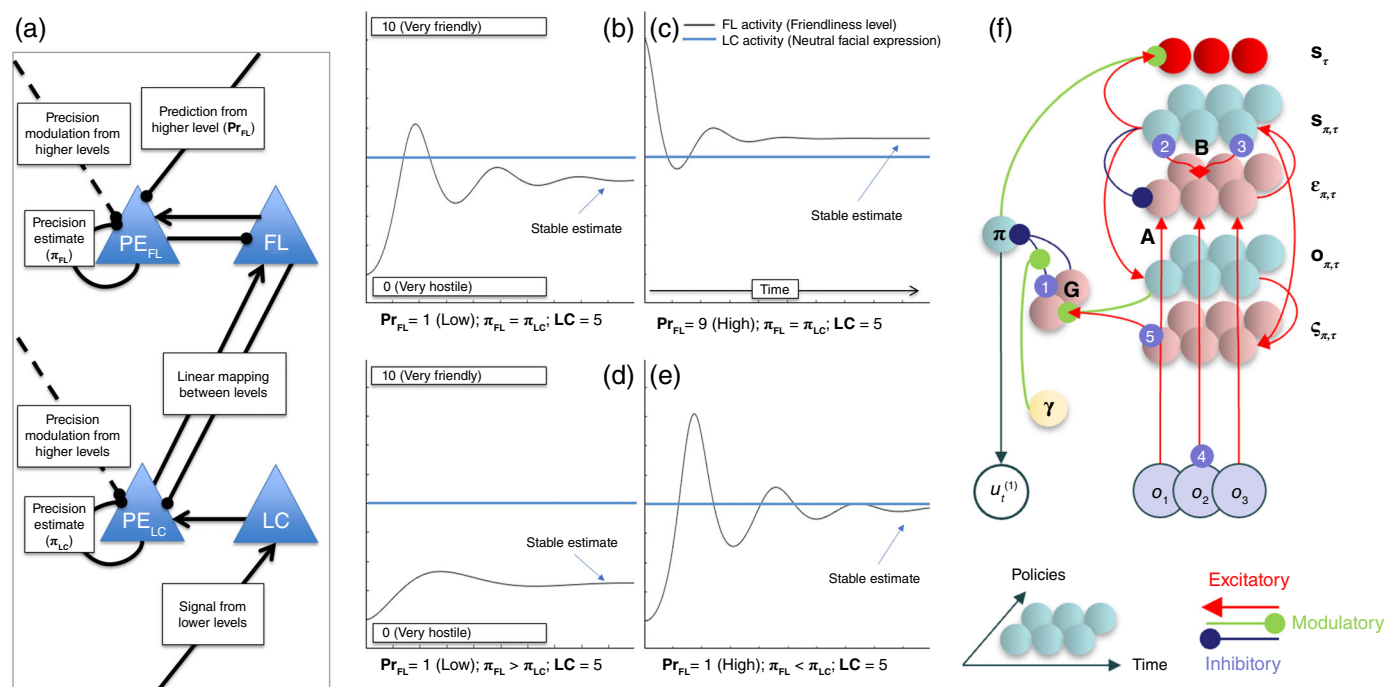 (a)
Precision
modulation from
higher levels
Prediction from
higher level (Pr_FL)
Precision
estimate
(π_FL)
PE_FL
FL
Linear mapping
between levels
Precision
modulation from
higher levels
Precision
estimate
(π_LC)
PE_LC
LC
Signal from
lower levels
10 (Very friendly)
(b)
Stable estimate
0 (Very hostile)
Pr_FL= 1 (Low); π_FL = π_LC; LC = 5
(c)
FL activity (Friendliness level)
LC activity (Neutral facial expression)
Stable estimate
Time
Pr_FL= 9 (High); π_FL = π_LC; LC = 5
10 (Very friendly)
(d)
Stable estimate
0 (Very hostile)
Pr_FL= 1 (Low); π_FL > π_LC; LC = 5
(e)
Stable estimate
Pr_FL= 1 (High); π_FL < π_LC; LC = 5
(f)
s_τ
s_π,τ
2 B 3
ε_π,τ
π
A
o_π,τ
1 G
5
ς_π,τ
γ
4
u_t^(1)
o_1 o_2 o_3
Policies
Time
Excitatory
Modulatory
Inhibitory